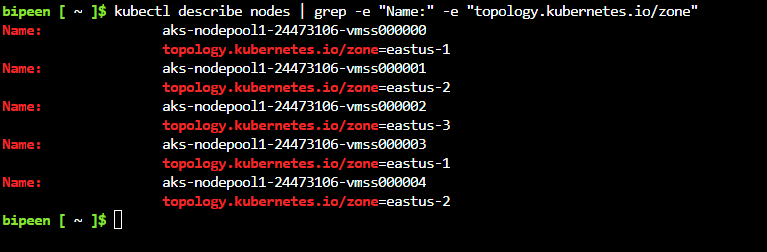 bipeen [ ~ ]$ kubectl describe nodes | grep -e "Name:" -e "topology.kubernetes.io/zone"
Name:               aks-nodepool1-24473106-vmss000000
                    topology.kubernetes.io/zone=eastus-1
Name:               aks-nodepool1-24473106-vmss000001
                    topology.kubernetes.io/zone=eastus-2
Name:               aks-nodepool1-24473106-vmss000002
                    topology.kubernetes.io/zone=eastus-3
Name:               aks-nodepool1-24473106-vmss000003
                    topology.kubernetes.io/zone=eastus-1
Name:               aks-nodepool1-24473106-vmss000004
                    topology.kubernetes.io/zone=eastus-2
bipeen [ ~ ]$